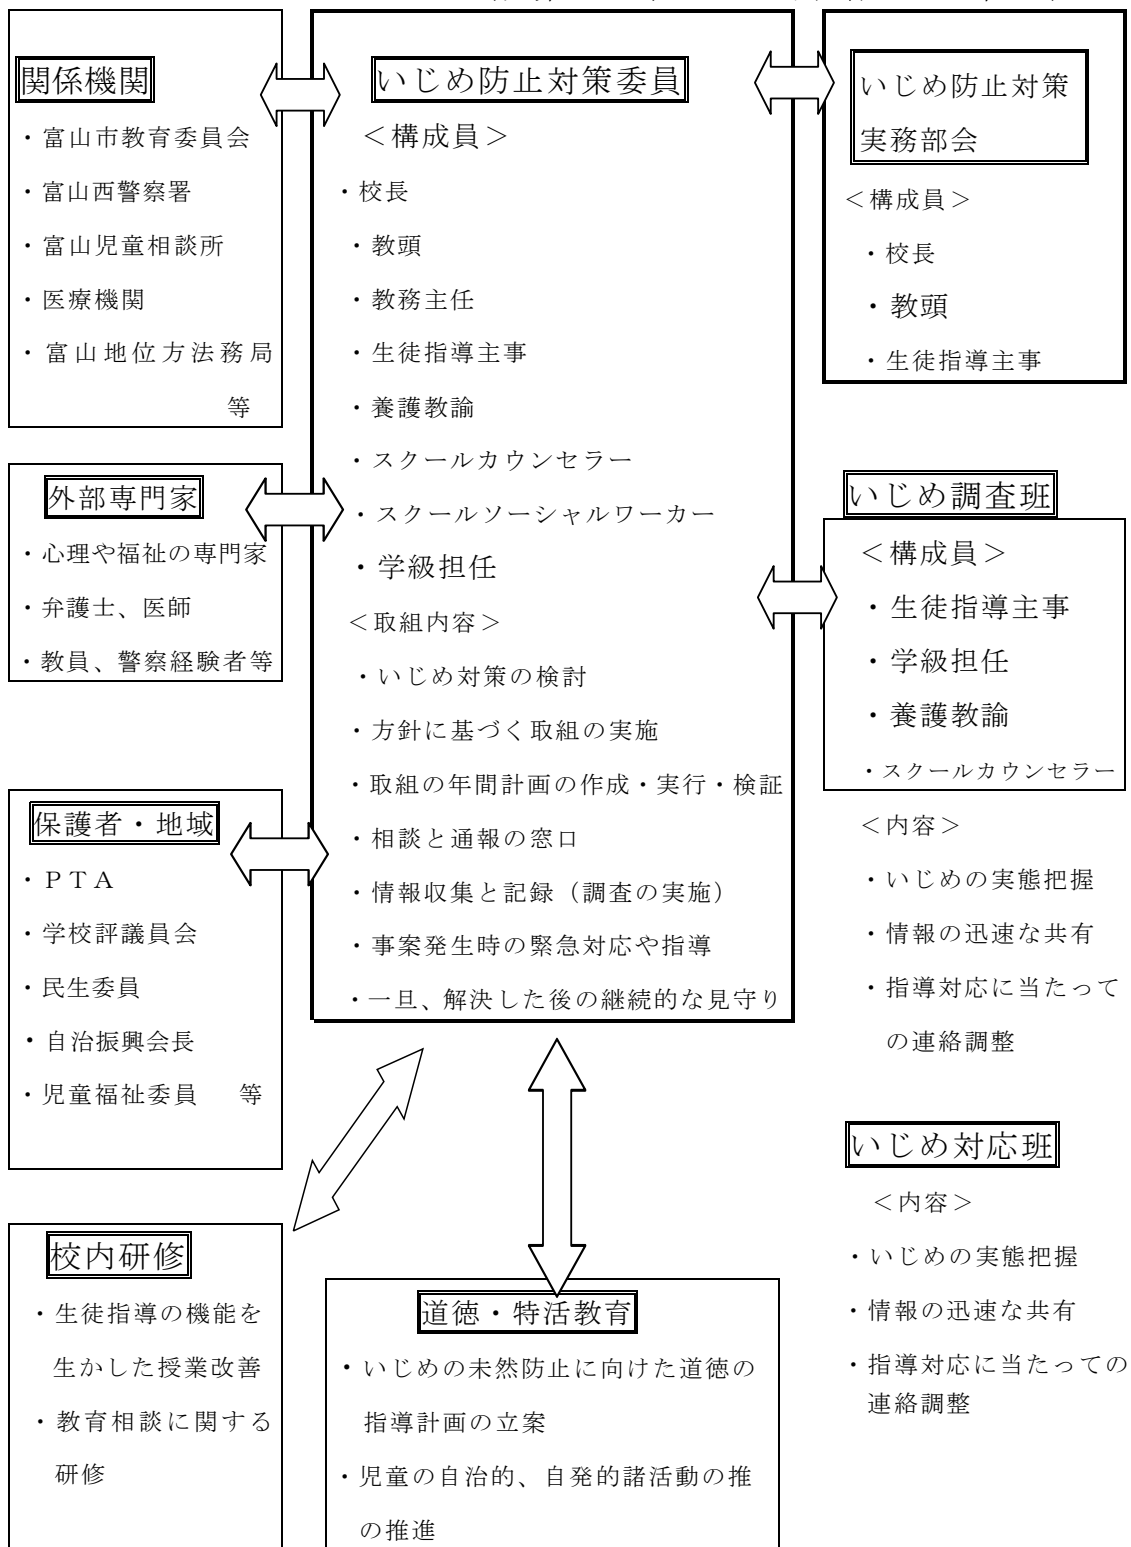 関係機関
・富山市教育委員会
・富山西警察署
・富山児童相談所
・医療機関
・富山地位方法務局
等
外部専門家
・心理や福祉の専門家
・弁護士、医師
・教員、警察経験者等
保護者・地域
・ＰＴＡ
・学校評議員会
・民生委員
・自治振興会長
・児童福祉委員　等
校内研修
・生徒指導の機能を
生かした授業改善
・教育相談に関する
研修
いじめ防止対策委員
＜構成員＞
・校長
・教頭
・教務主任
・生徒指導主事
・養護教諭
・スクールカウンセラー
・スクールソーシャルワーカー
・学級担任
＜取組内容＞
・いじめ対策の検討
・方針に基づく取組の実施
・取組の年間計画の作成・実行・検証
・相談と通報の窓口
・情報収集と記録（調査の実施）
・事案発生時の緊急対応や指導
・一旦、解決した後の継続的な見守り
道徳・特活教育
・いじめの未然防止に向けた道徳の
指導計画の立案
・児童の自治的、自発的諸活動の推
の推進
いじめ防止対策
実務部会
＜構成員＞
・校長
・教頭
・生徒指導主事
いじめ調査班
＜構成員＞
・生徒指導主事
・学級担任
・養護教諭
・スクールカウンセラー
＜内容＞
・いじめの実態把握
・情報の迅速な共有
・指導対応に当たって
の連絡調整
いじめ対応班
＜内容＞
・いじめの実態把握
・情報の迅速な共有
・指導対応に当たっての
連絡調整